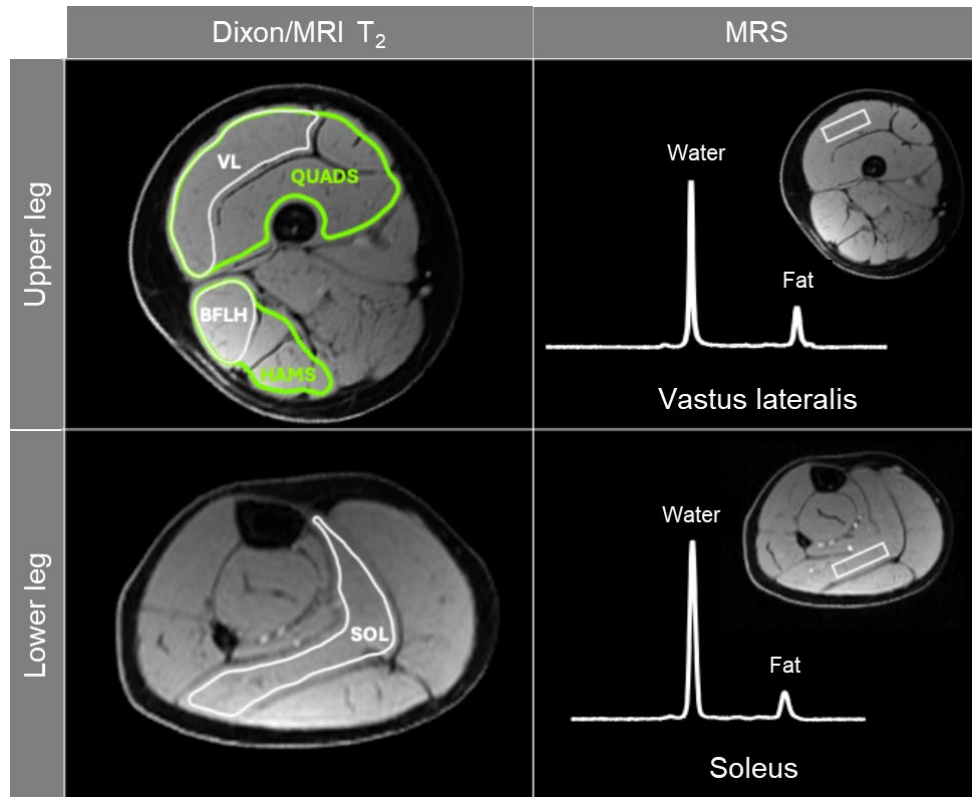 Dixon/MRI T₂
MRS
Upper leg
VL
QUADS
BFLH
HAMS
Water
Fat
Vastus lateralis
Lower leg
SOL
Water
Fat
Soleus